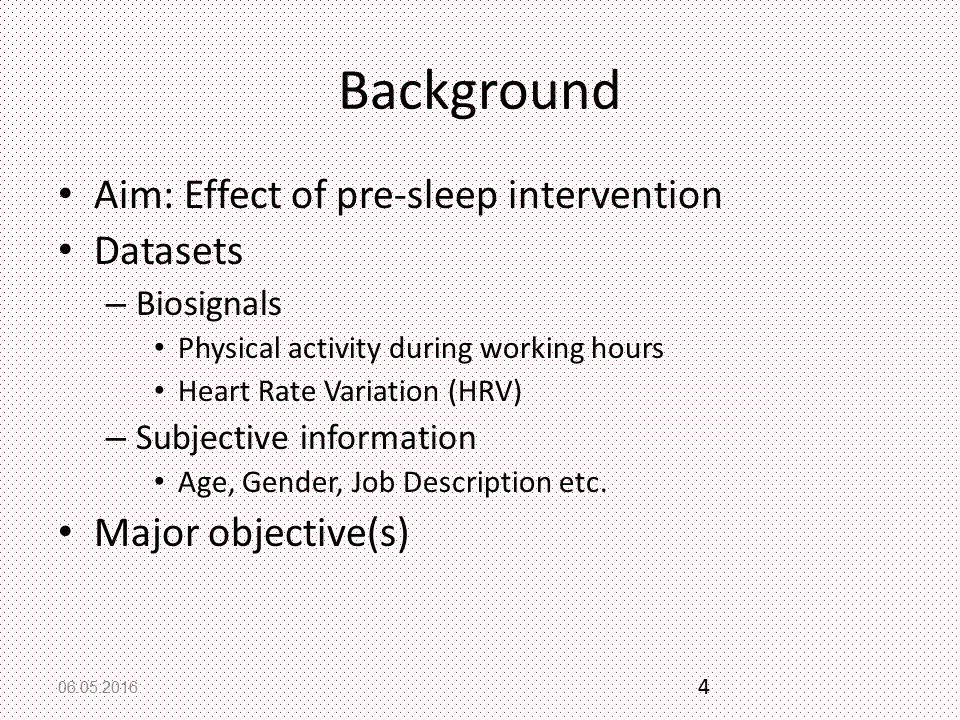 Background
• Aim: Effect of pre-sleep intervention
• Datasets
– Biosignals
• Physical activity during working hours
• Heart Rate Variation (HRV)
– Subjective information
• Age, Gender, Job Description etc.
• Major objective(s)
06.05.2016
4